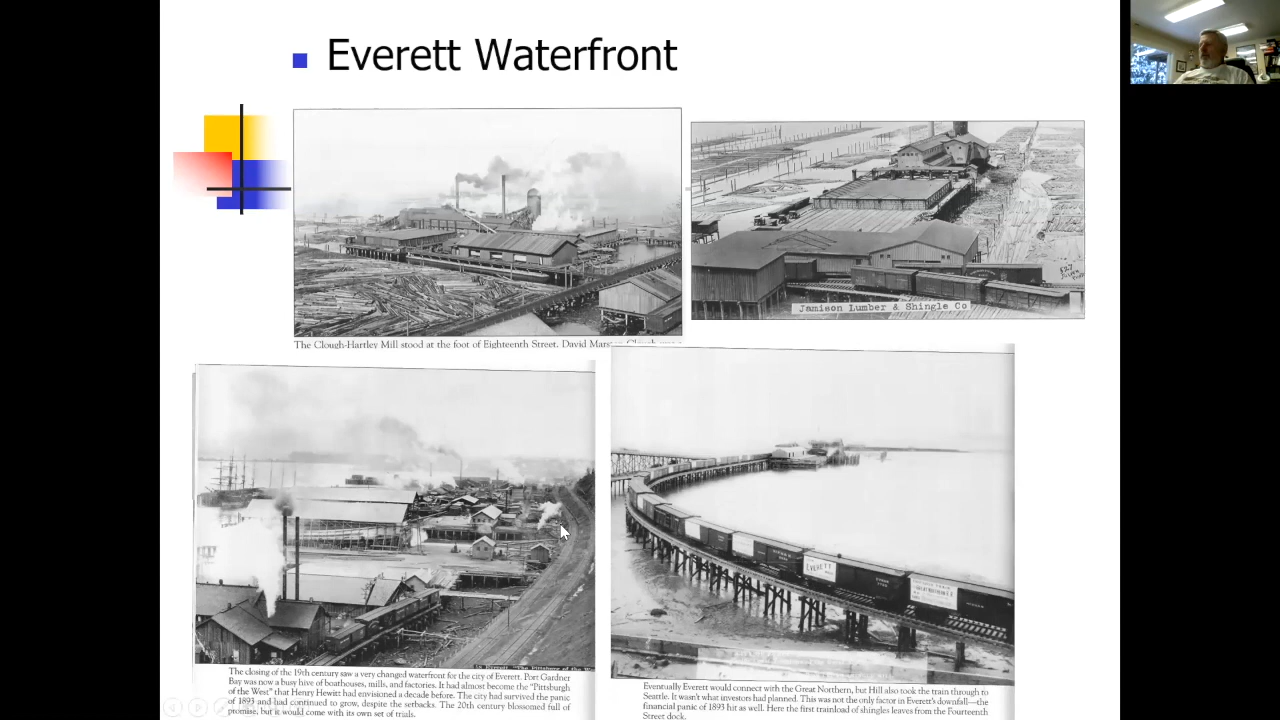 Everett Waterfront
Jamison Lumber & Shingle Co
The Clough-Hartley Mill stood at the foot of Eighteenth Street. David
The closing of the 19th century saw a very changed waterfront for the city of Everett. Port Gardner
Bay was now a busy hive of boathouses, mills, and factories. It had almost become the "Pittsburgh
of the West" that Henry Hewitt had envisioned a decade before. The city had survived the panic
of 1893 and had continued to grow, despite the setbacks. The 20th century blossomed full of
promise, but it would come with its own set of trials.
EVERETT
Eventually Everett would connect with the Great Northern, but Hill also took the train through to
Seattle. It wasn't what investors had planned. This was not the only factor in Everett's downfall—the
financial panic of 1893 hit as well. Here the first trainload of shingles leaves from the Fourteenth
Street dock.